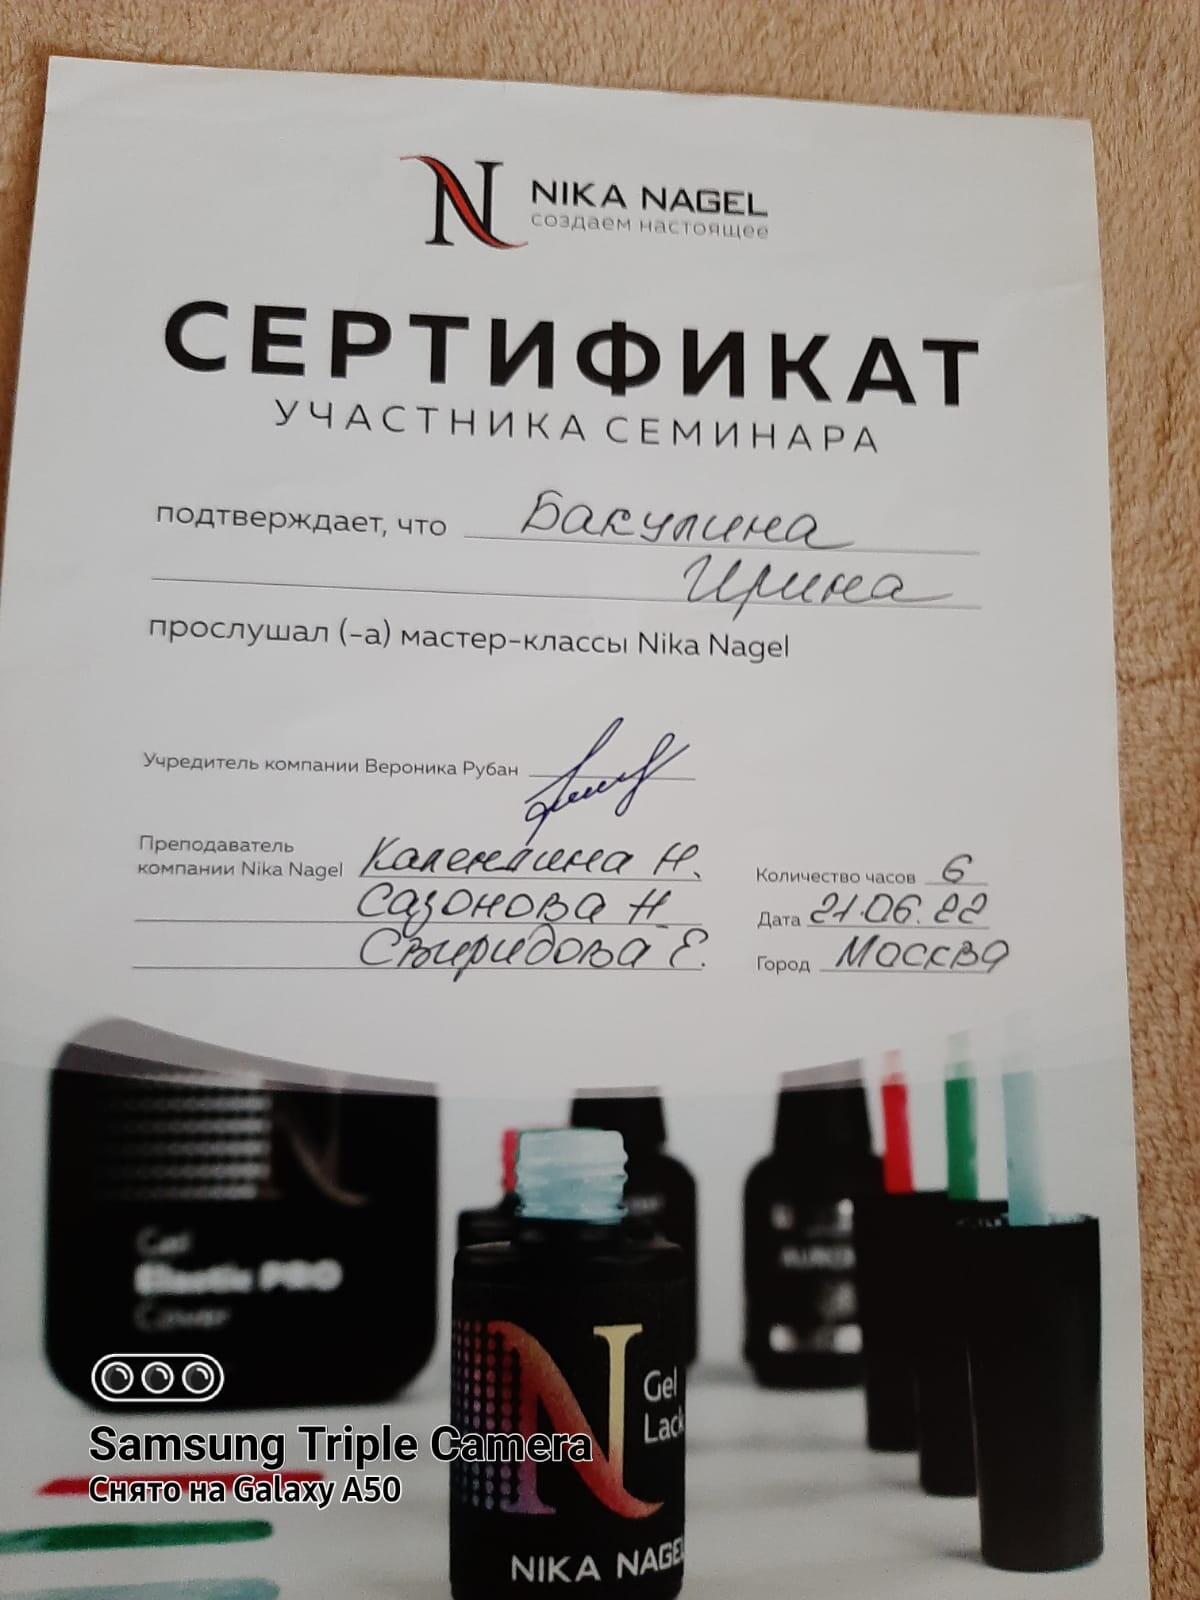 NIKA NAGEL
создаем настоящее
СЕРТИФИКАТ
УЧАСТНИКА СЕМИНАРА
подтверждает, что Бакулина
Ирина
прослушал (-а) мастер-классы Nika Nagel
Учредитель компании Вероника Рубан
Преподаватель
компании Nika Nagel Каленкина Н.
Сазонова Н.
Свиридова Е.
Количество часов 6
Дата 21.06.22
Город Москва
Gel
Elastic PRO
Cover
Gel
Lack
NIKA NAGEL
Samsung Triple Camera
Снято на Galaxy A50